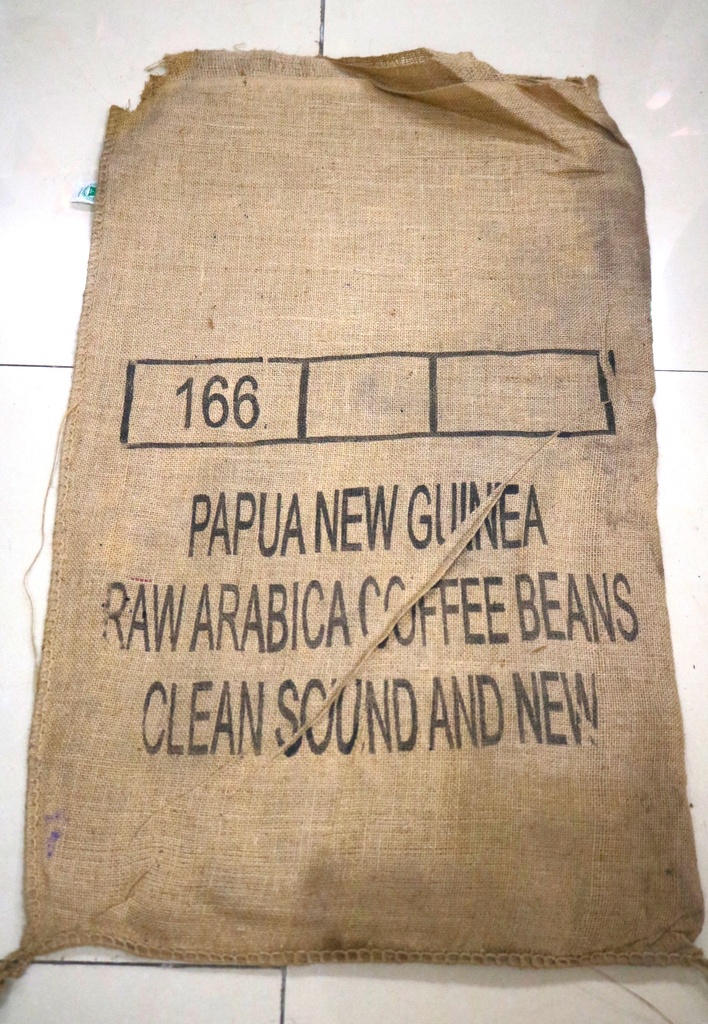 166
PAPUA NEW GUINEA
RAW ARABICA COFFEE BEANS
CLEAN SOUND AND NEW